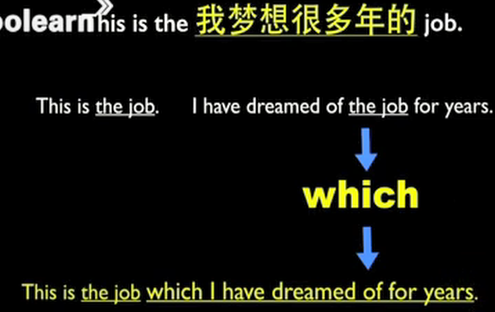 oolearn This is the 我梦想很多年的 job.
This is the job. I have dreamed of the job for years.
which
This is the job which I have dreamed of for years.